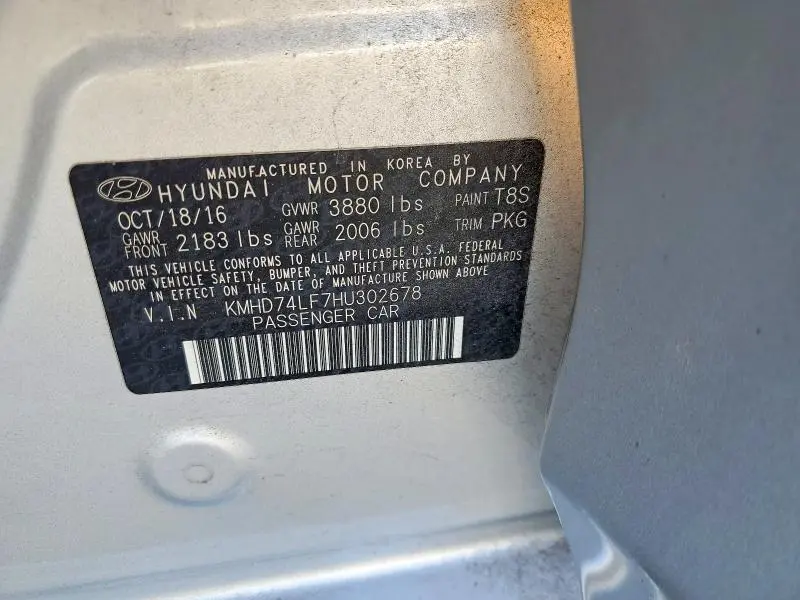 MANUFACTURED IN KOREA BY
HYUNDAI MOTOR COMPANY
OCT/18/16 GVWR 3880 lbs PAINT T8S
GAWR FRONT 2183 lbs GAWR REAR 2006 lbs TRIM PKG
THIS VEHICLE CONFORMS TO ALL APPLICABLE U.S.A. FEDERAL
MOTOR VEHICLE SAFETY, BUMPER, AND THEFT PREVENTION STANDARDS
IN EFFECT ON THE DATE OF MANUFACTURE SHOWN ABOVE
V.I.N KMHD74LF7HU302678
PASSENGER CAR